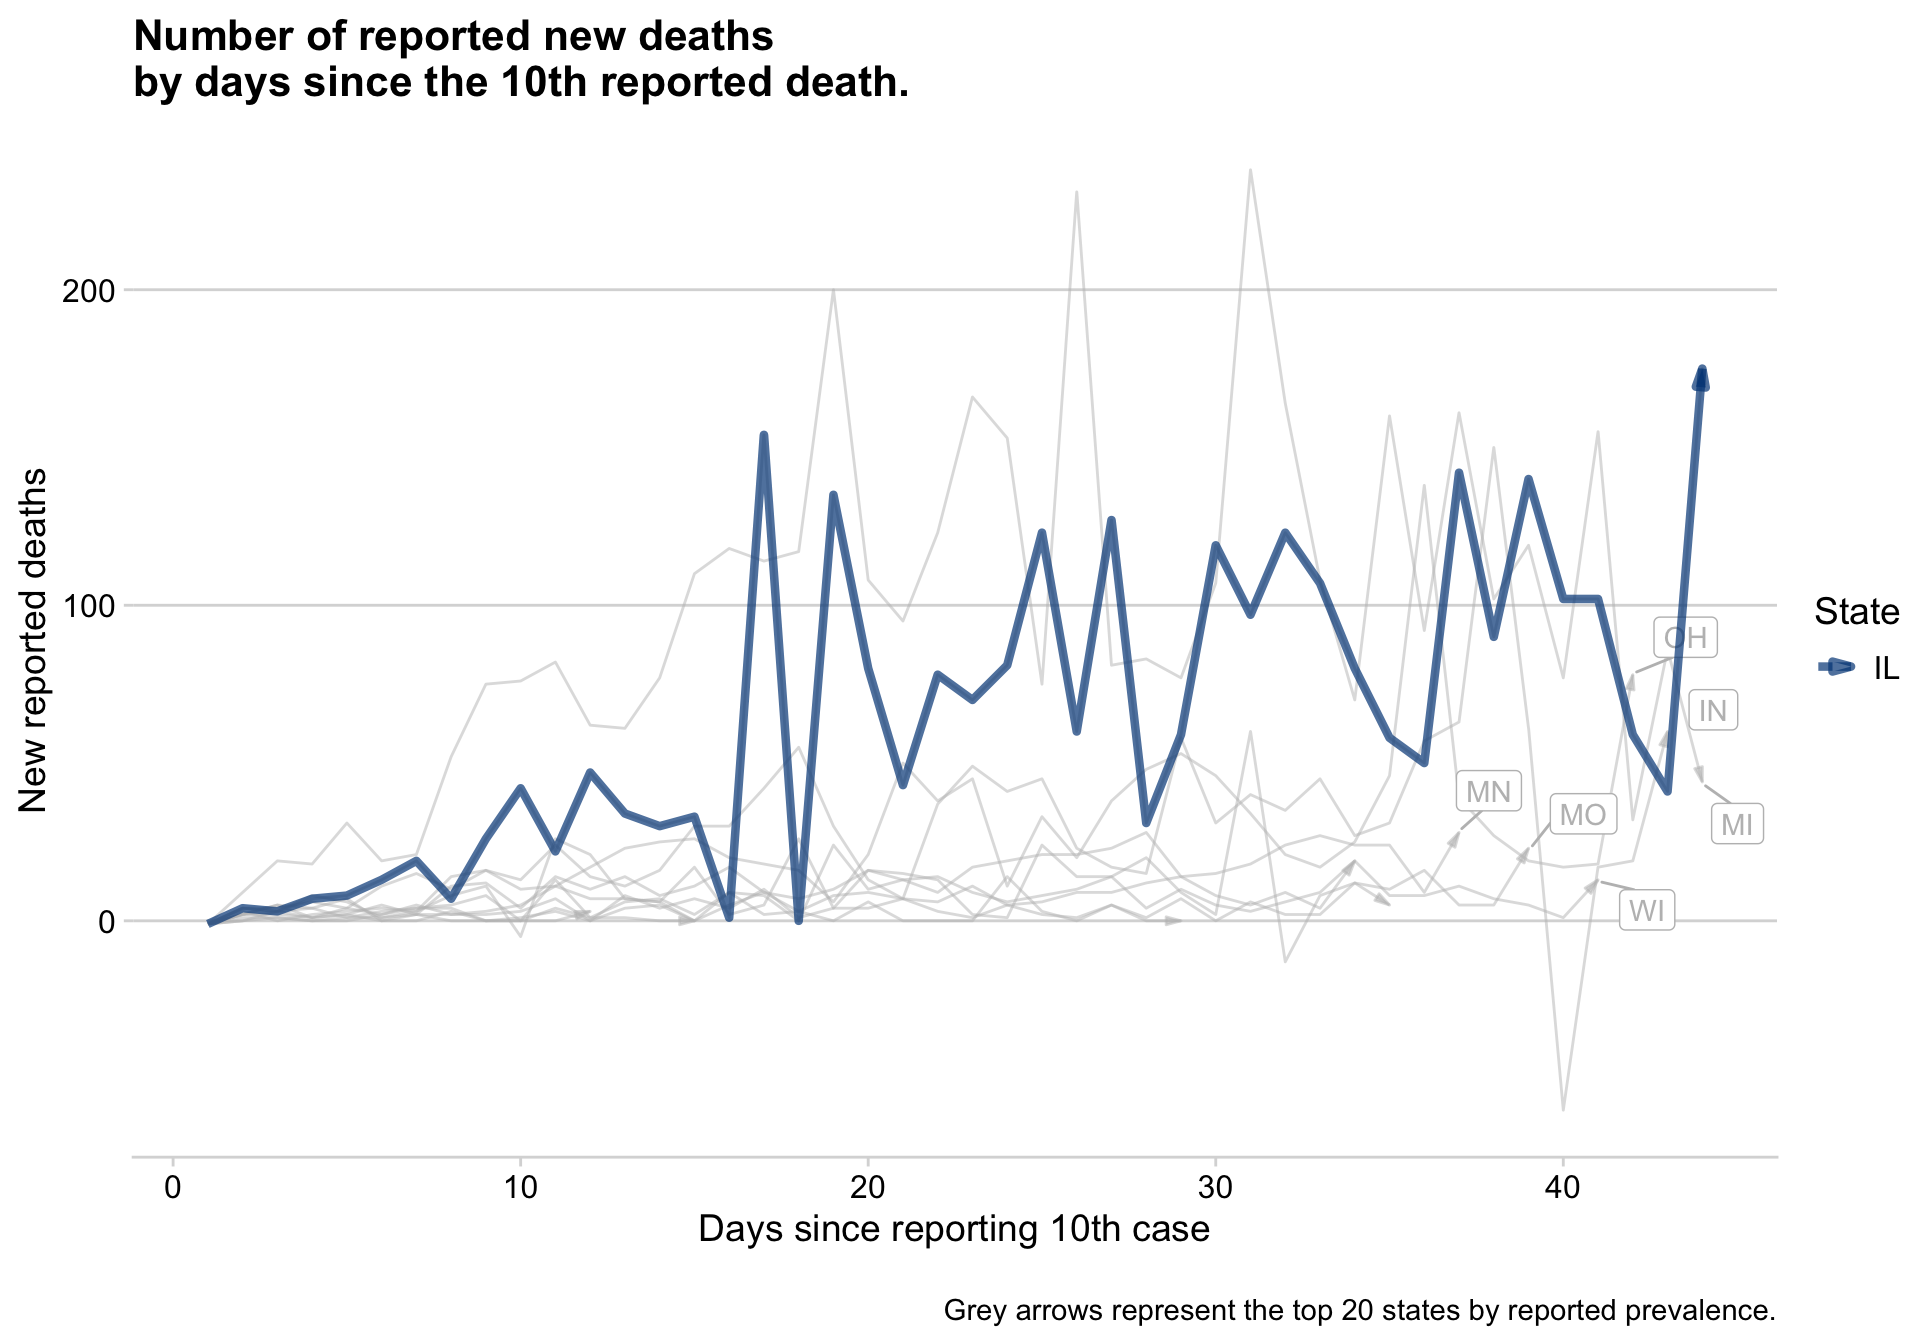 Number of reported new deaths
by days since the 10th reported death.
New reported deaths
200
100
0
OH
IN
MN
MO
MI
WI
State
IL
0
10
20
30
40
Days since reporting 10th case
Grey arrows represent the top 20 states by reported prevalence.